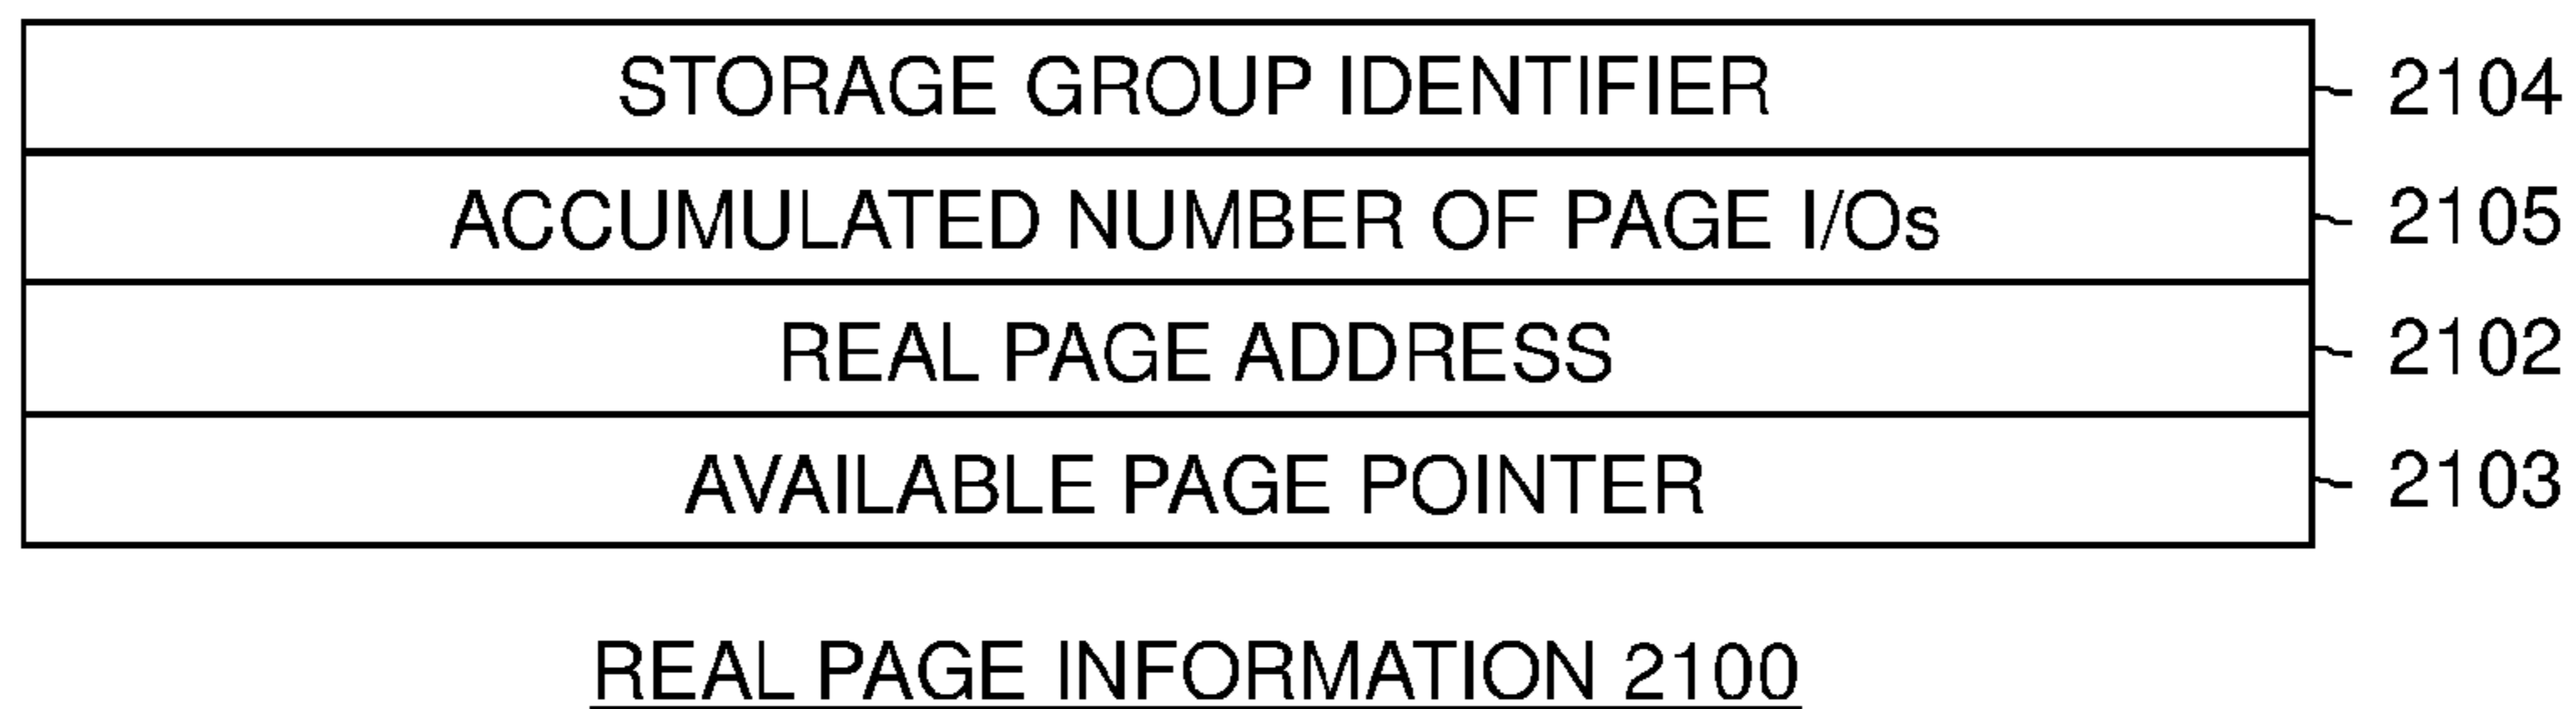 STORAGE GROUP IDENTIFIER 2104
ACCUMULATED NUMBER OF PAGE I/Os 2105
REAL PAGE ADDRESS 2102
AVAILABLE PAGE POINTER 2103
REAL PAGE INFORMATION 2100